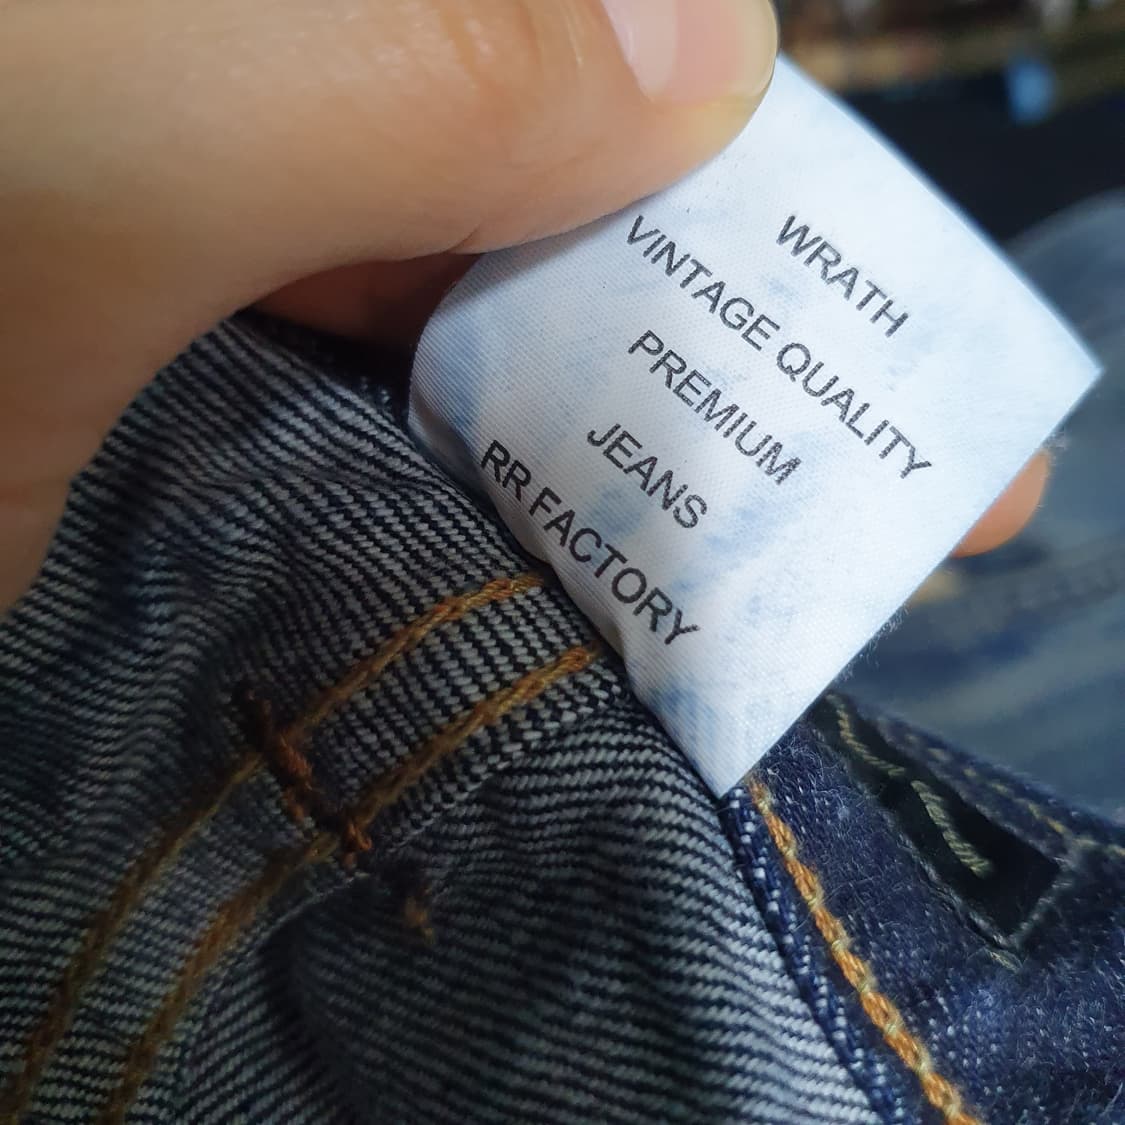 WRATH
VINTAGE QUALITY
PREMIUM
JEANS
RR FACTORY